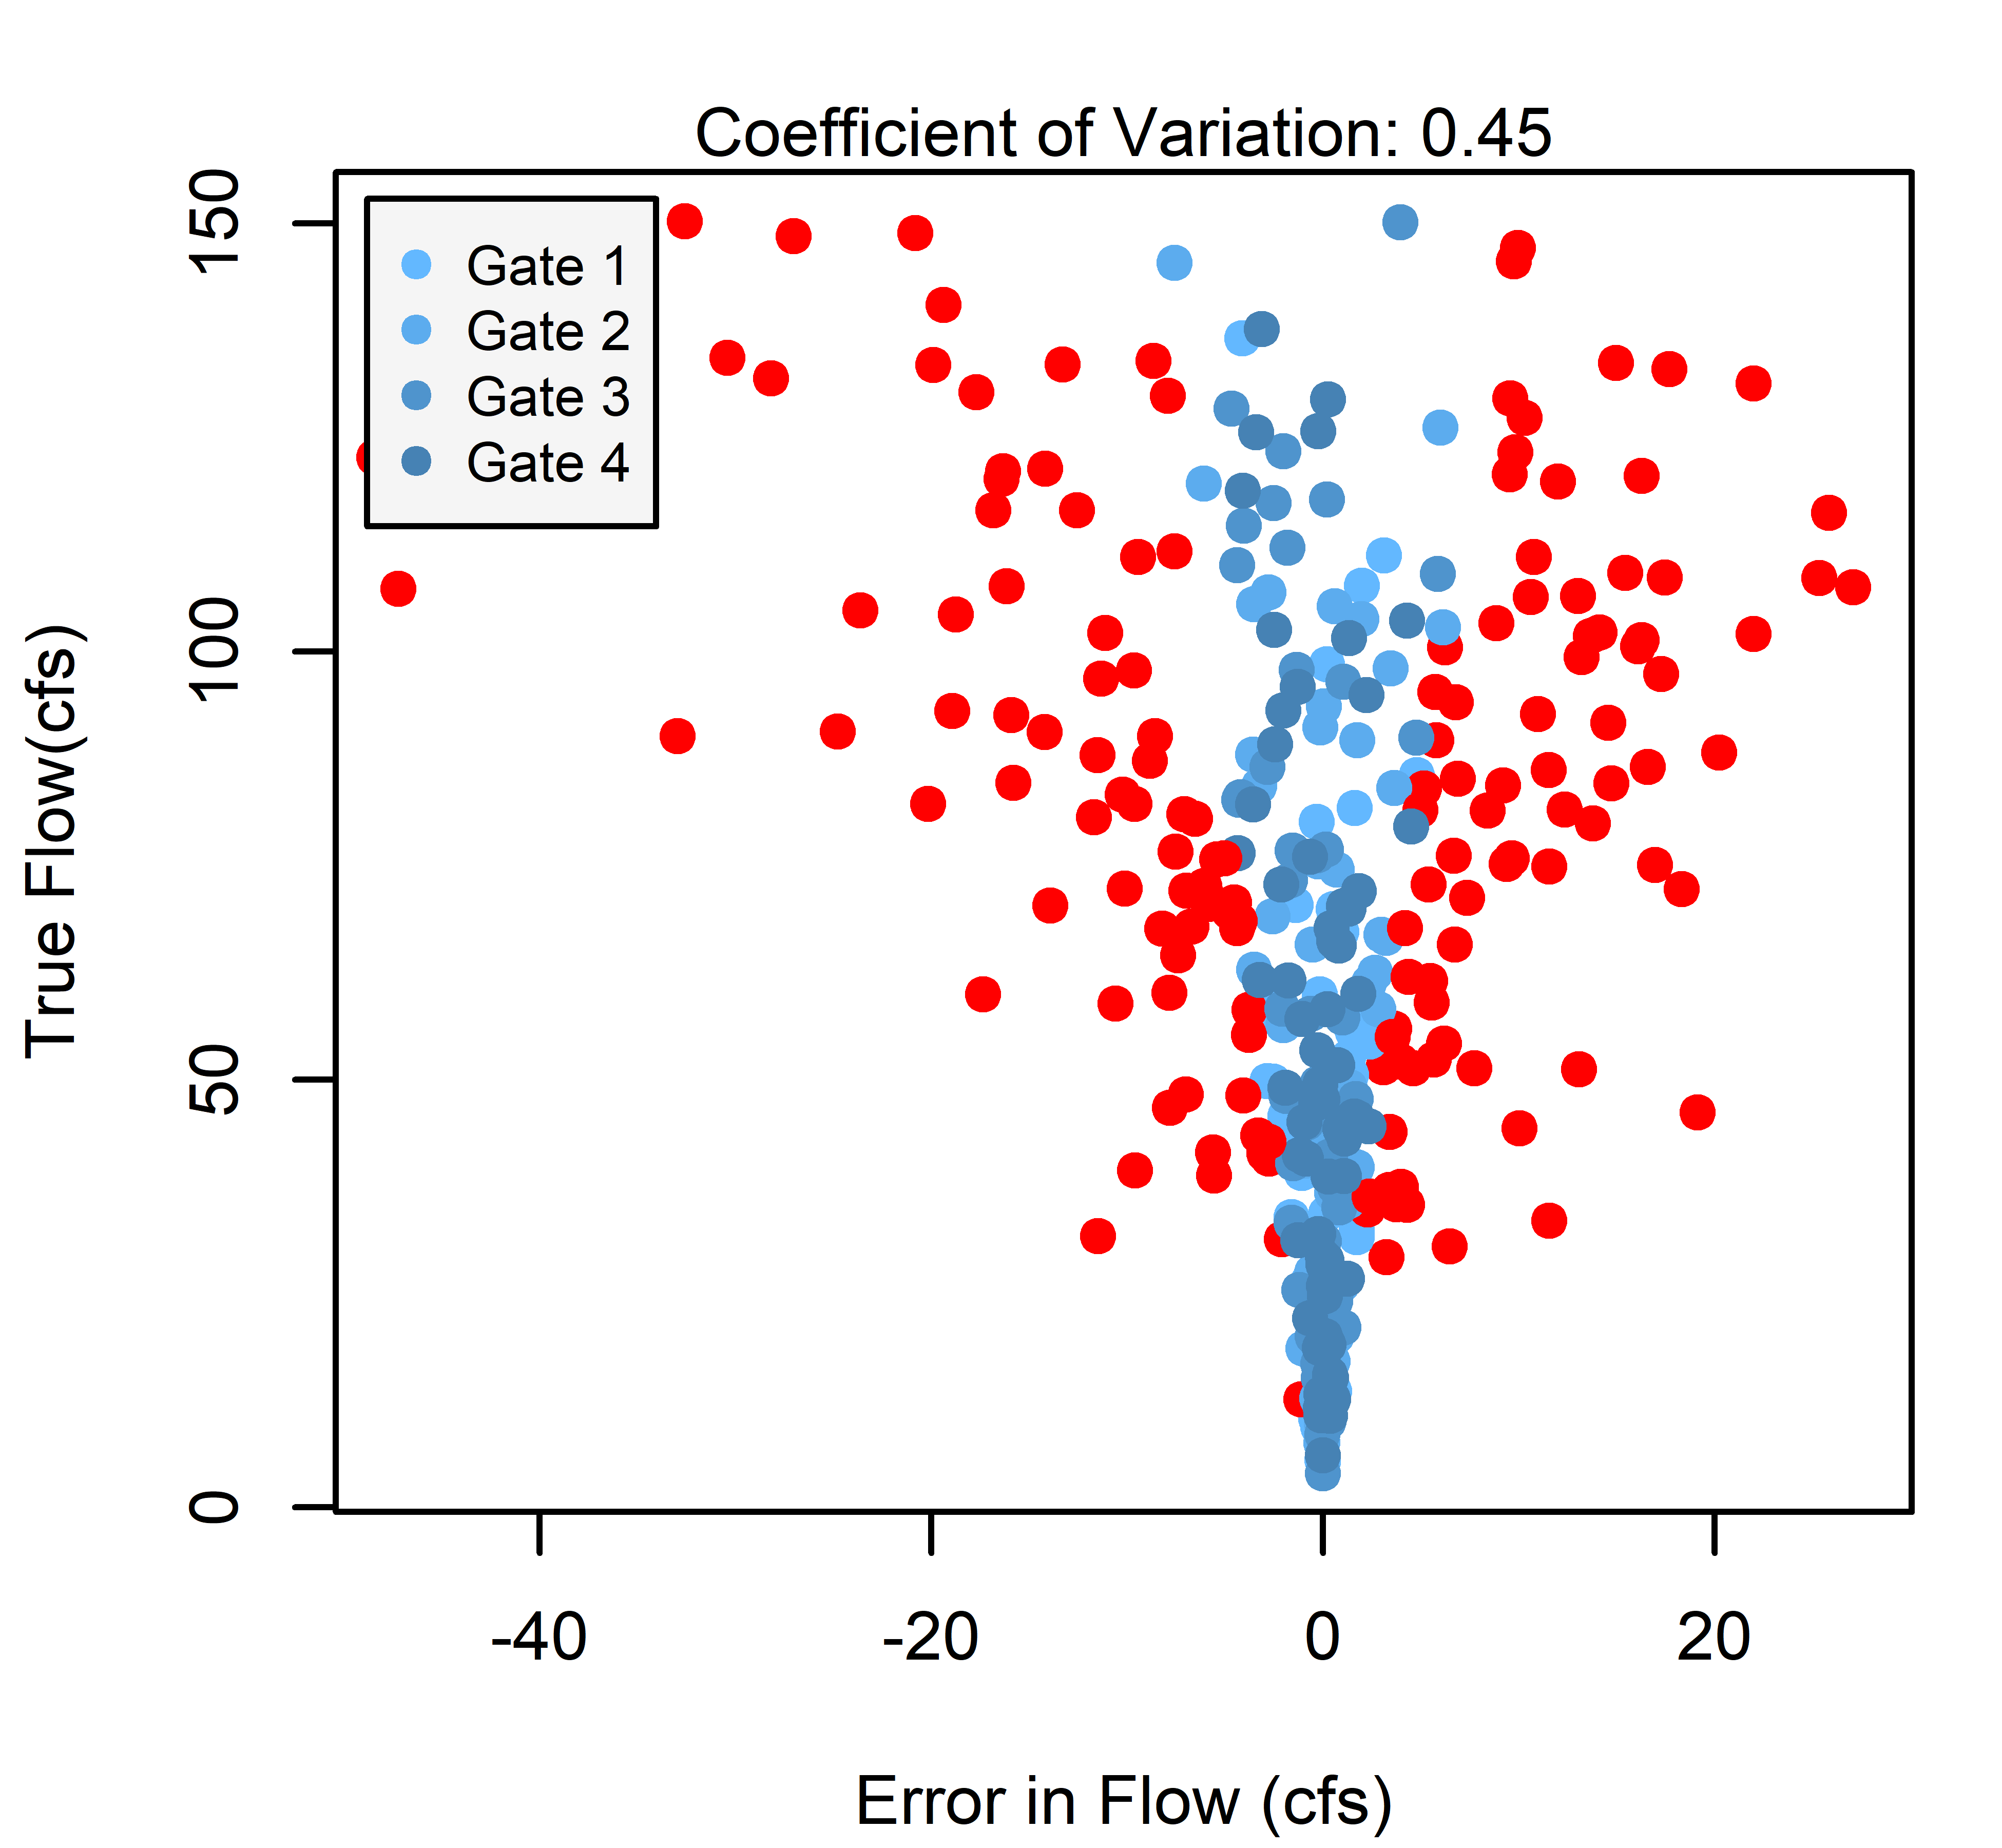 Coefficient of Variation: 0.45
150
100
50
0
True Flow(cfs)
Gate 1
Gate 2
Gate 3
Gate 4
-40
-20
0
20
Error in Flow (cfs)